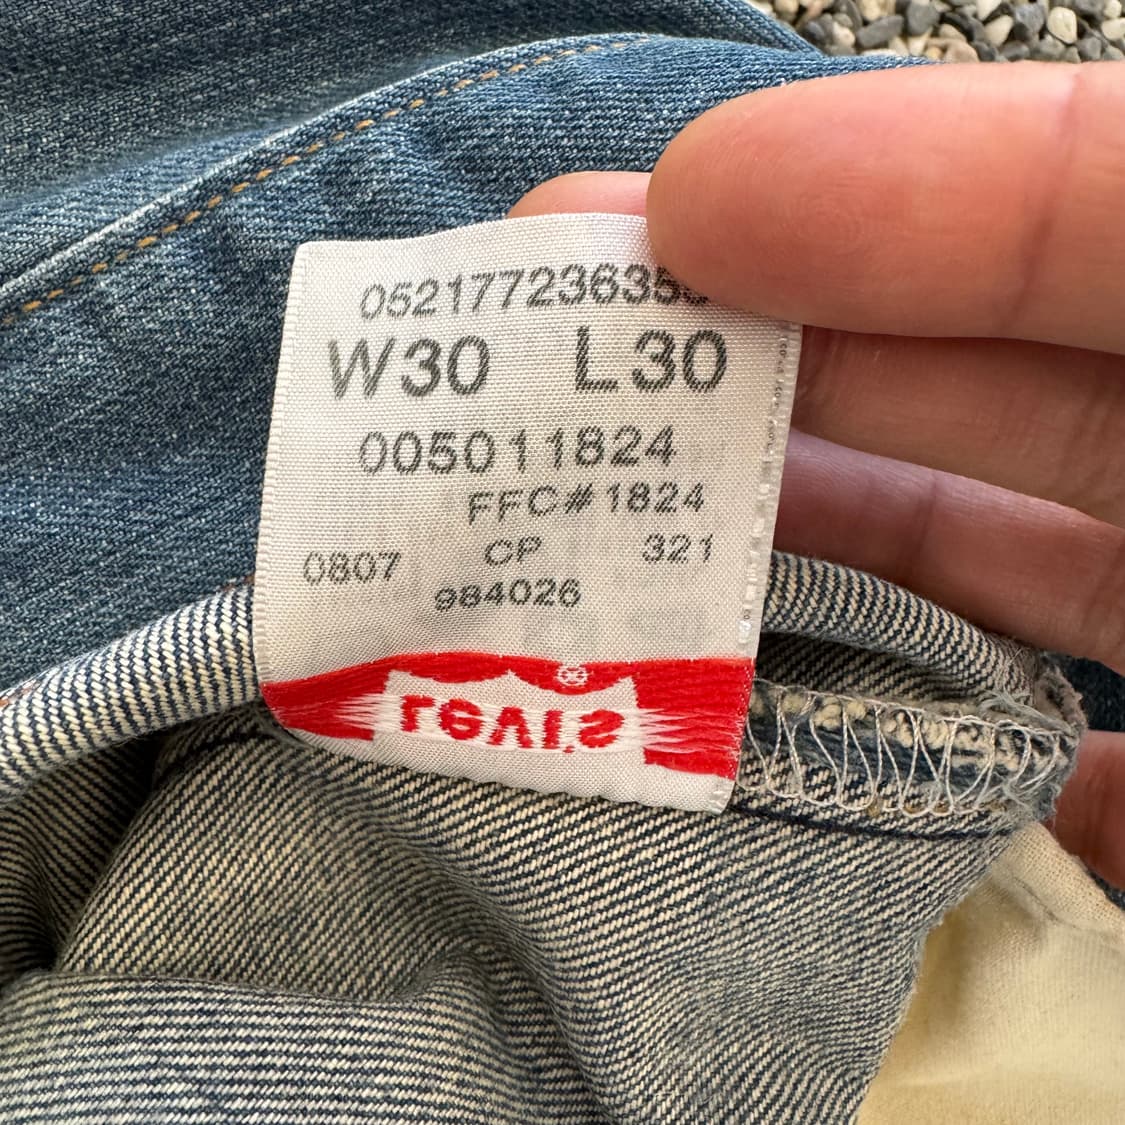 05217723635
W30 L30
005011824
FFC#1824
0807 CP 321
984026
Levi's
®